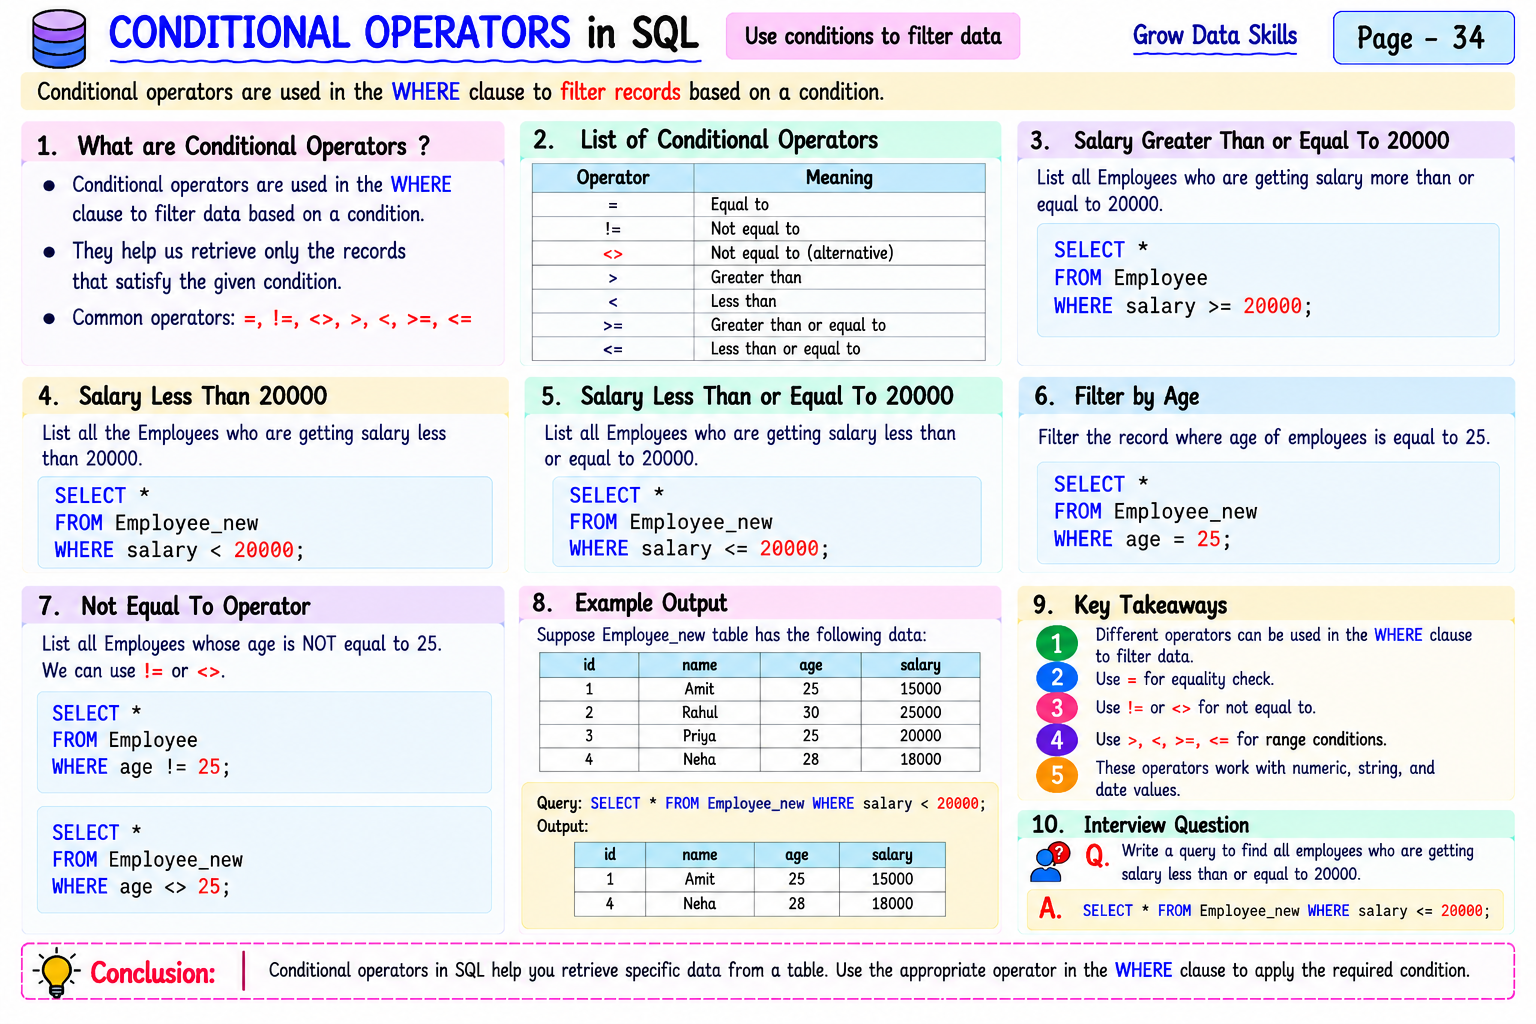 CONDITIONAL OPERATORS in SQL
Use conditions to filter data
Grow Data Skills
Page - 34
Conditional operators are used in the WHERE clause to filter records based on a condition.
1. What are Conditional Operators ?
● Conditional operators are used in the WHERE
clause to filter data based on a condition.
● They help us retrieve only the records
that satisfy the given condition.
● Common operators: =, !=, <>, >, <, >=, <=
2. List of Conditional Operators
Operator Meaning
= Equal to
!= Not equal to
<> Not equal to (alternative)
> Greater than
< Less than
>= Greater than or equal to
<= Less than or equal to
3. Salary Greater Than or Equal To 20000
List all Employees who are getting salary more than or
equal to 20000.
SELECT *
FROM Employee
WHERE salary >= 20000;
4. Salary Less Than 20000
List all the Employees who are getting salary less
than 20000.
SELECT *
FROM Employee_new
WHERE salary < 20000;
5. Salary Less Than or Equal To 20000
List all Employees who are getting salary less than
or equal to 20000.
SELECT *
FROM Employee_new
WHERE salary <= 20000;
6. Filter by Age
Filter the record where age of employees is equal to 25.
SELECT *
FROM Employee_new
WHERE age = 25;
7. Not Equal To Operator
List all Employees whose age is NOT equal to 25.
We can use != or <>.
SELECT *
FROM Employee
WHERE age != 25;
SELECT *
FROM Employee_new
WHERE age <> 25;
8. Example Output
Suppose Employee_new table has the following data:
id name age salary
1 Amit 25 15000
2 Rahul 30 25000
3 Priya 25 20000
4 Neha 28 18000
Query: SELECT * FROM Employee_new WHERE salary < 20000;
Output:
id name age salary
1 Amit 25 15000
4 Neha 28 18000
9. Key Takeaways
1 Different operators can be used in the WHERE clause
to filter data.
2 Use = for equality check.
3 Use != or <> for not equal to.
4 Use >, <, >=, <= for range conditions.
5 These operators work with numeric, string, and
date values.
10. Interview Question
? Q. Write a query to find all employees who are getting
salary less than or equal to 20000.
A. SELECT * FROM Employee_new WHERE salary <= 20000;
Conclusion: Conditional operators in SQL help you retrieve specific data from a table. Use the appropriate operator in the WHERE clause to apply the required condition.